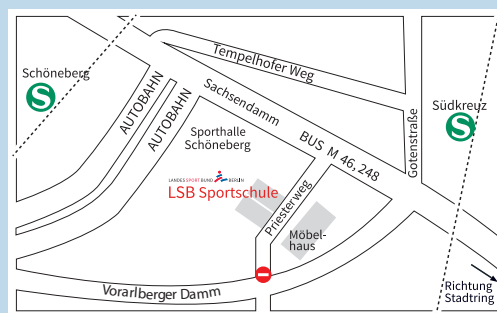 Tempelhofer Weg
Schöneberg
S
AUTOBAHN
AUTOBAHN
Sachsendamm
Südkreuz
S
Gotenstraße
Sporthalle
Schöneberg
BUS M 46, 248
LANDESSPORTBUND BERLIN
LSB Sportschule
Priesterweg
Möbel-
haus
Vorarlberger Damm
Richtung
Stadtring